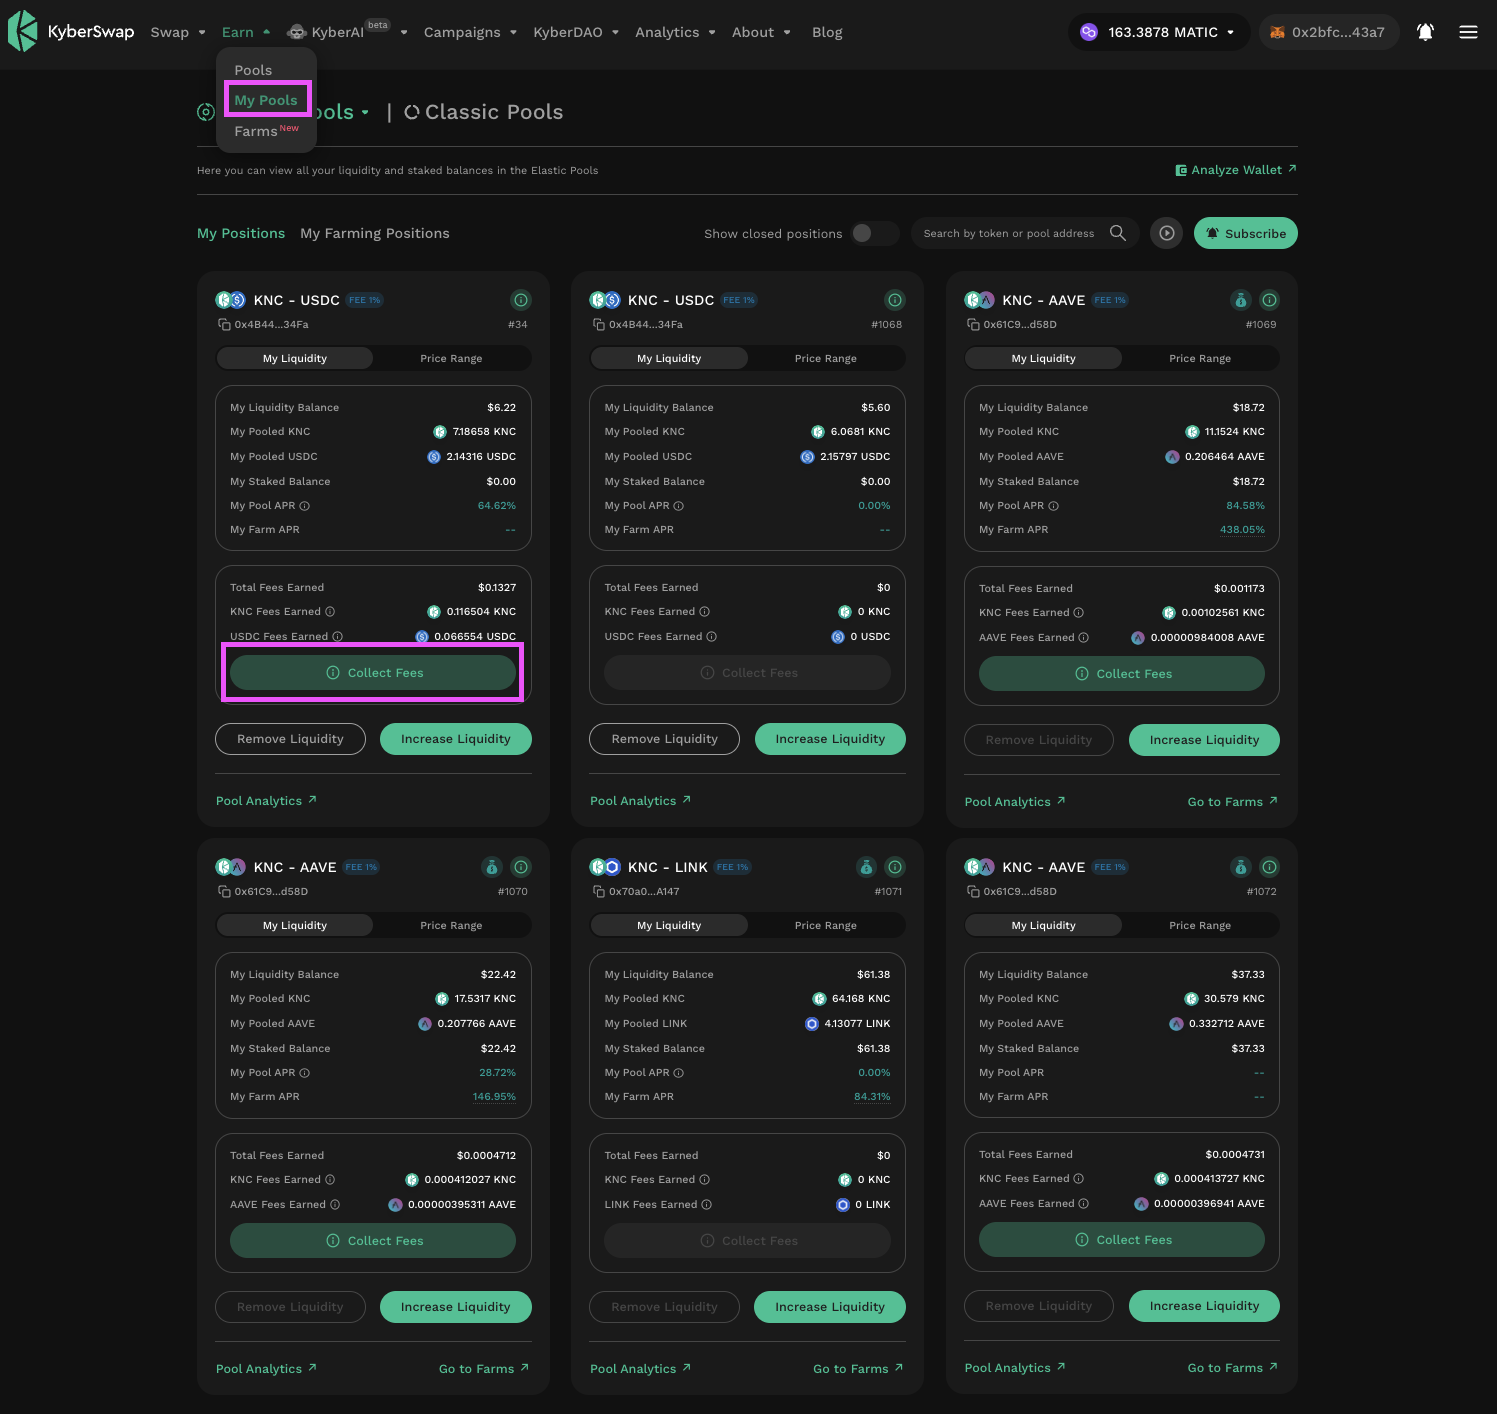 KyberSwap Swap Earn KyberAI beta Campaigns KyberDAO Analytics About Blog 163.3878 MATIC 0x2bfc...43a7
Pools
My Pools
Farms New
ools | Classic Pools
Here you can view all your liquidity and staked balances in the Elastic Pools Analyze Wallet ↗
My Positions My Farming Positions Show closed positions Search by token or pool address Subscribe
KNC - USDC FEE 1%
0x4B44...34Fa #34
My Liquidity Price Range
My Liquidity Balance $6.22
My Pooled KNC 7.18658 KNC
My Pooled USDC 2.14316 USDC
My Staked Balance $0.00
My Pool APR 64.62%
My Farm APR --
Total Fees Earned $0.1327
KNC Fees Earned 0.116504 KNC
USDC Fees Earned 0.066554 USDC
Collect Fees
Remove Liquidity Increase Liquidity
Pool Analytics ↗
KNC - USDC FEE 1%
0x4B44...34Fa #1068
My Liquidity Price Range
My Liquidity Balance $5.60
My Pooled KNC 6.0681 KNC
My Pooled USDC 2.15797 USDC
My Staked Balance $0.00
My Pool APR 0.00%
My Farm APR --
Total Fees Earned $0
KNC Fees Earned 0 KNC
USDC Fees Earned 0 USDC
Collect Fees
Remove Liquidity Increase Liquidity
Pool Analytics ↗
KNC - AAVE FEE 1%
0x61C9...d58D #1069
My Liquidity Price Range
My Liquidity Balance $18.72
My Pooled KNC 11.1524 KNC
My Pooled AAVE 0.206464 AAVE
My Staked Balance $18.72
My Pool APR 84.58%
My Farm APR 438.05%
Total Fees Earned $0.001173
KNC Fees Earned 0.00102561 KNC
AAVE Fees Earned 0.00000984008 AAVE
Collect Fees
Remove Liquidity Increase Liquidity
Pool Analytics ↗ Go to Farms ↗
KNC - AAVE FEE 1%
0x61C9...d58D #1070
My Liquidity Price Range
My Liquidity Balance $22.42
My Pooled KNC 17.5317 KNC
My Pooled AAVE 0.207766 AAVE
My Staked Balance $22.42
My Pool APR 28.72%
My Farm APR 146.95%
Total Fees Earned $0.0004712
KNC Fees Earned 0.000412027 KNC
AAVE Fees Earned 0.00000395311 AAVE
Collect Fees
Remove Liquidity Increase Liquidity
Pool Analytics ↗ Go to Farms ↗
KNC - LINK FEE 1%
0x70a0...A147 #1071
My Liquidity Price Range
My Liquidity Balance $61.38
My Pooled KNC 64.168 KNC
My Pooled LINK 4.13077 LINK
My Staked Balance $61.38
My Pool APR 0.00%
My Farm APR 84.31%
Total Fees Earned $0
KNC Fees Earned 0 KNC
LINK Fees Earned 0 LINK
Collect Fees
Remove Liquidity Increase Liquidity
Pool Analytics ↗ Go to Farms ↗
KNC - AAVE FEE 1%
0x61C9...d58D #1072
My Liquidity Price Range
My Liquidity Balance $37.33
My Pooled KNC 30.579 KNC
My Pooled AAVE 0.332712 AAVE
My Staked Balance $37.33
My Pool APR --
My Farm APR --
Total Fees Earned $0.0004731
KNC Fees Earned 0.000413727 KNC
AAVE Fees Earned 0.00000396941 AAVE
Collect Fees
Remove Liquidity Increase Liquidity
Pool Analytics ↗ Go to Farms ↗